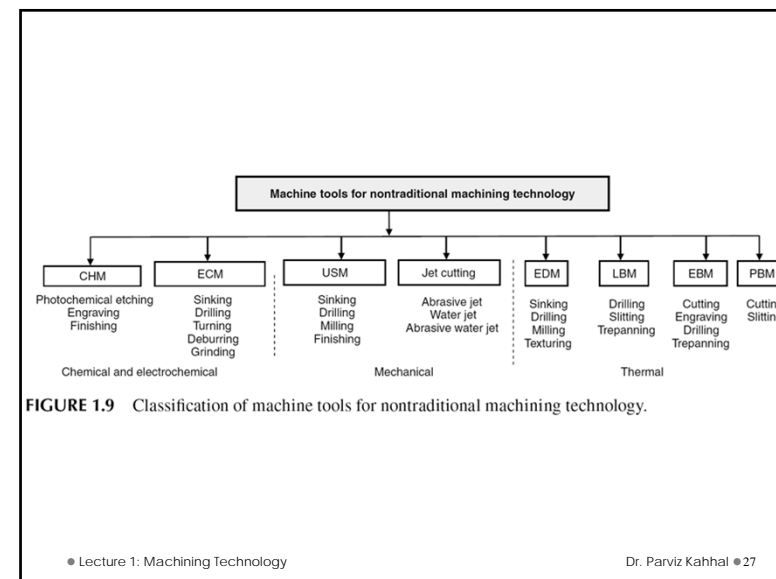 Machine tools for nontraditional machining technology
CHM
Photochemical etching
Engraving
Finishing
ECM
Sinking
Drilling
Turning
Deburring
Grinding
USM
Sinking
Drilling
Milling
Finishing
Jet cutting
Abrasive jet
Water jet
Abrasive water jet
EDM
Sinking
Drilling
Milling
Texturing
LBM
Drilling
Slitting
Trepanning
EBM
Cutting
Engraving
Drilling
Trepanning
PBM
Cuttin
Slittin
Chemical and electrochemical
Mechanical
Thermal
FIGURE 1.9 Classification of machine tools for nontraditional machining technology.
● Lecture 1: Machining Technology
Dr. Parviz Kahhal ● 27